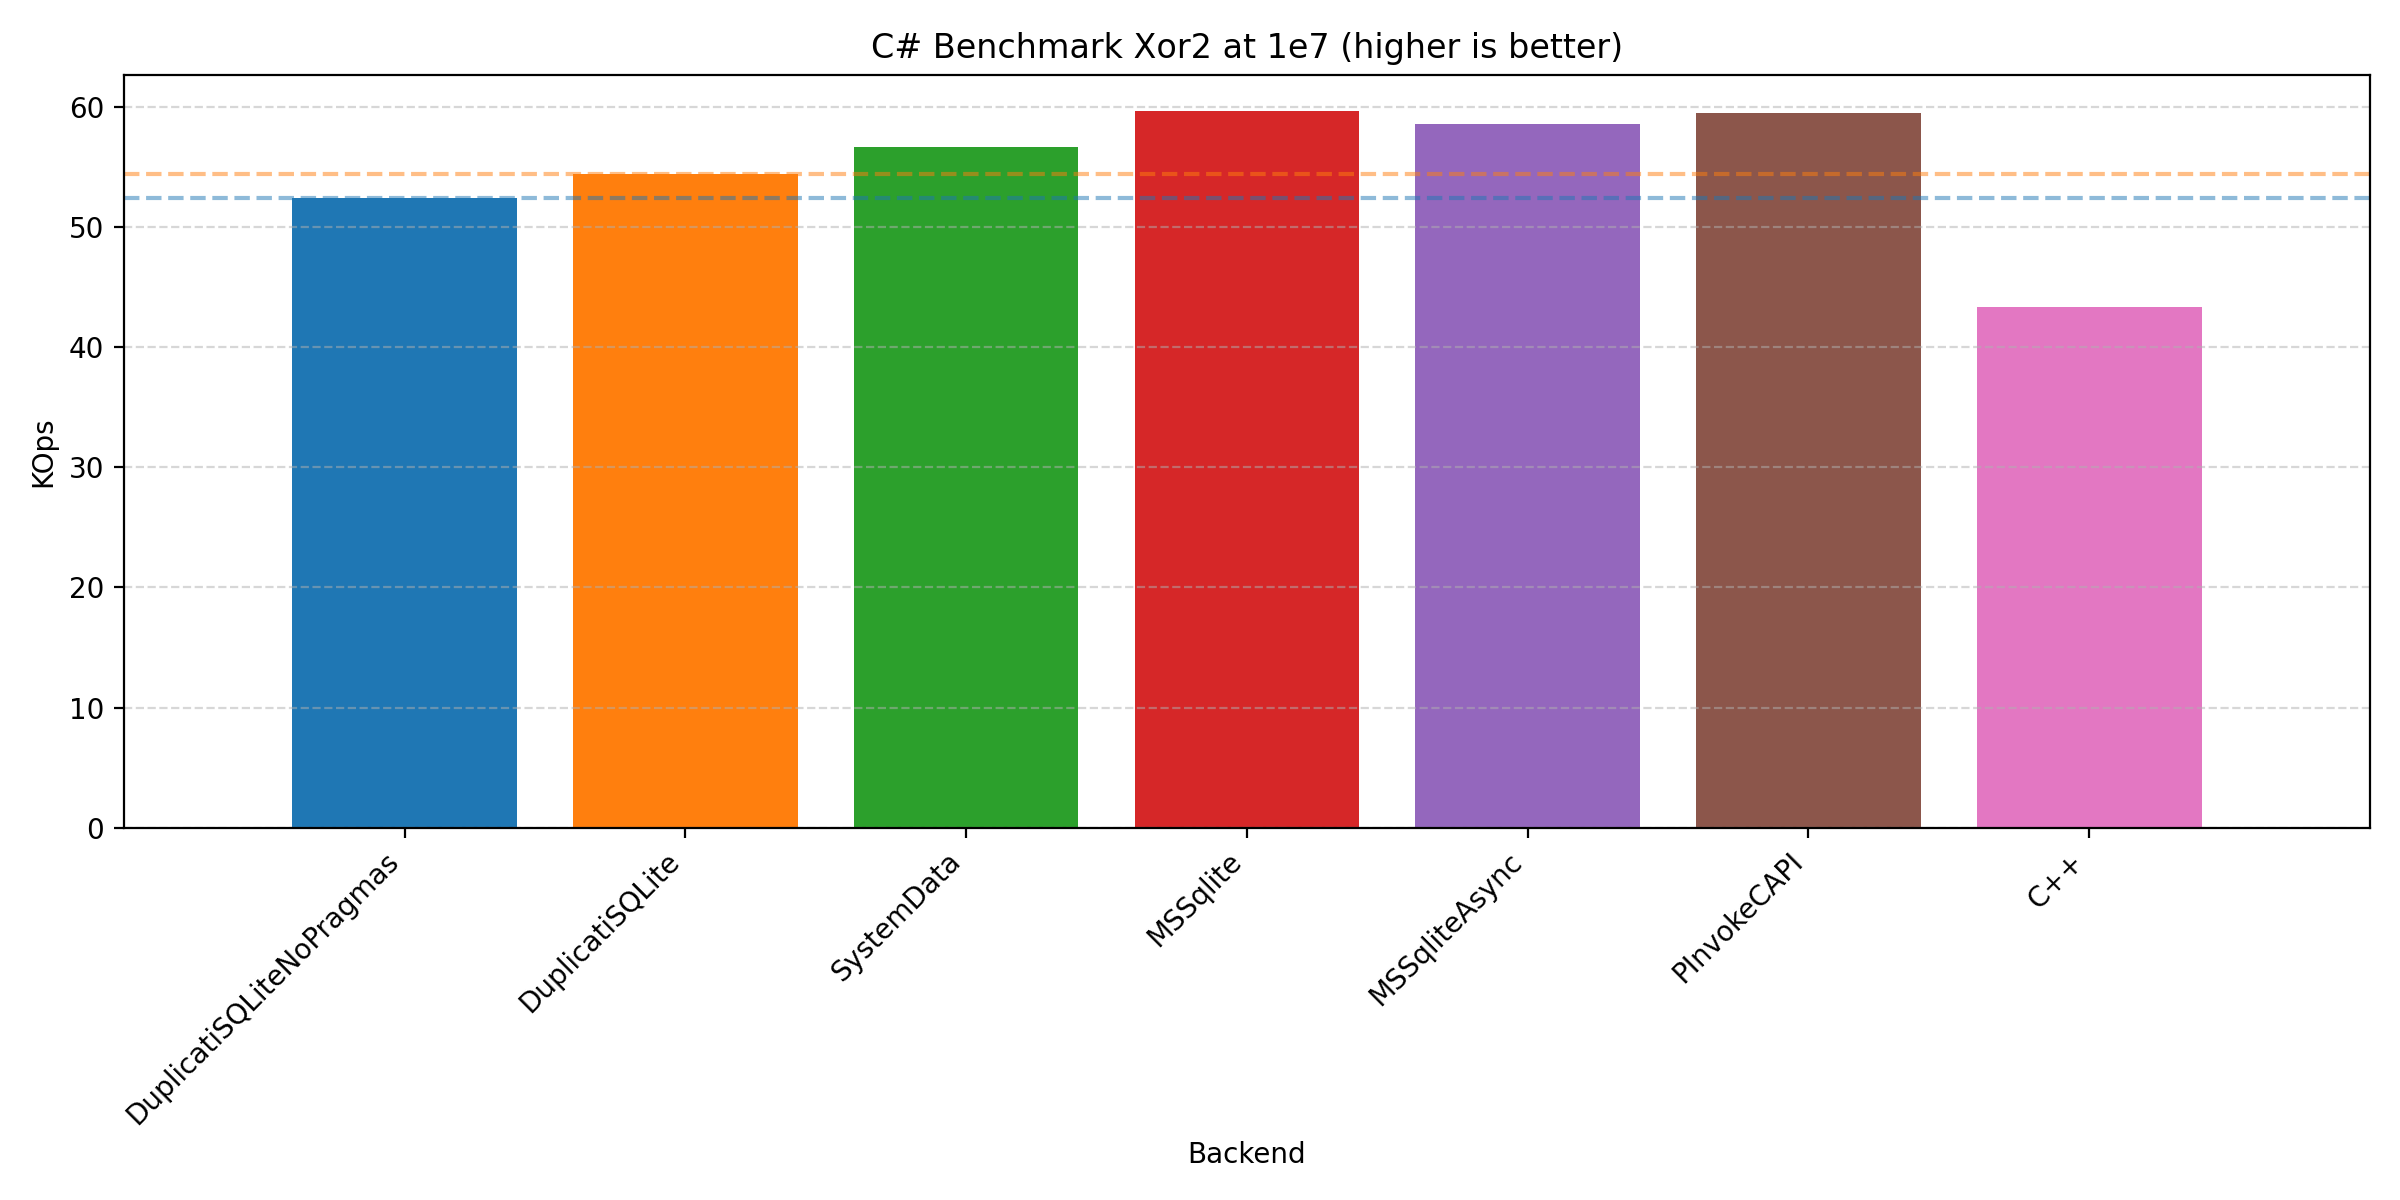 C# Benchmark Xor2 at 1e7 (higher is better)
KOps
60
50
40
30
20
10
0
DuplicatiSQLiteNoPragmas
DuplicatiSQLite
SystemData
MSSqlite
MSSqliteAsync
PInvokeCAPI
C++
Backend